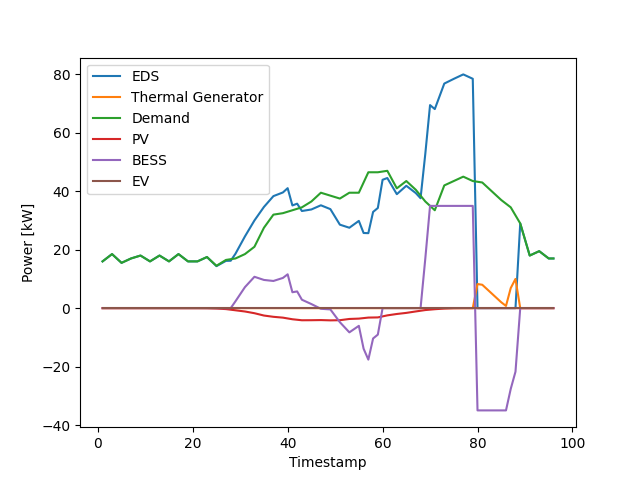 80
60
40
20
0
−20
−40
Power [kW]
EDS
Thermal Generator
Demand
PV
BESS
EV
0 20 40 60 80 100
Timestamp